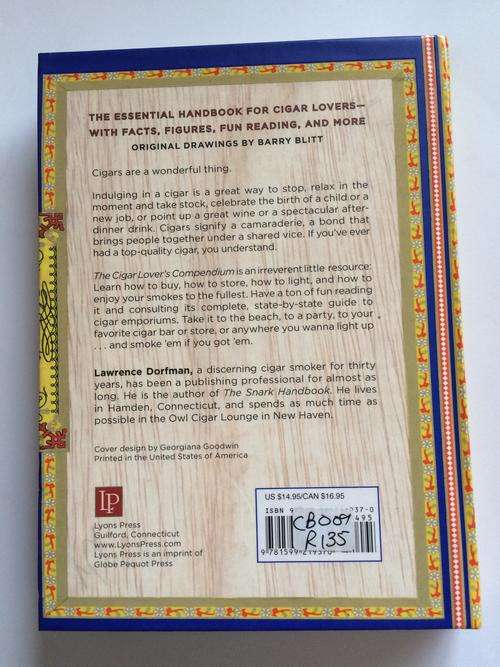 THE ESSENTIAL HANDBOOK FOR CIGAR LOVERS—
WITH FACTS, FIGURES, FUN READING, AND MORE
ORIGINAL DRAWINGS BY BARRY BLITT
Cigars are a wonderful thing.
Indulging in a cigar is a great way to stop, relax in the
moment and take stock, celebrate the birth of a child or a
new job, or point up a great wine or a spectacular after-
dinner drink. Cigars signify a camaraderie, a bond that
brings people together under a shared vice. If you've ever
had a top-quality cigar, you understand.
The Cigar Lover's Compendium is an irreverent little resource:
Learn how to buy, how to store, how to light, and how to
enjoy your smokes to the fullest. Have a ton of fun reading
it and consulting its complete, state-by-state guide to
cigar emporiums. Take it to the beach, to a party, to your
favorite cigar bar or store, or anywhere you wanna light up
. . . and smoke 'em if you got 'em.
Lawrence Dorfman, a discerning cigar smoker for thirty
years, has been a publishing professional for almost as
long. He is the author of The Snark Handbook. He lives
in Hamden, Connecticut, and spends as much time as
possible in the Owl Cigar Lounge in New Haven.
Cover design by Georgiana Goodwin
Printed in the United States of America
LP
Lyons Press
Guilford, Connecticut
www.LyonsPress.com
Lyons Press is an imprint of
Globe Pequot Press
US $14.95/CAN $16.95
ISBN 9 937-0
495
CB009
R135
9 781599 219370